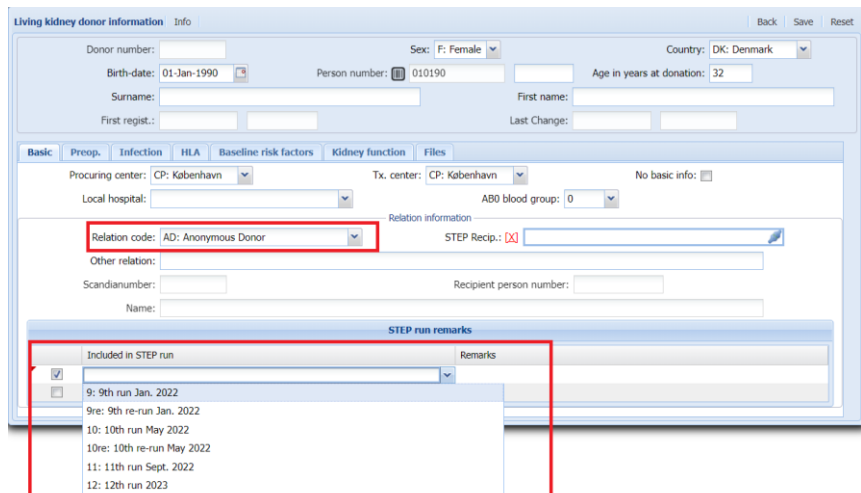 Living kidney donor information Info Back Save Reset
Donor number: Sex: F: Female Country: DK: Denmark
Birth-date: 01-Jan-1990 Person number: 010190 Age in years at donation: 32
Surname: First name:
First regist.: Last Change:
Basic Preop. Infection HLA Baseline risk factors Kidney function Files
Procuring center: CP: København Tx. center: CP: København No basic info:
Local hospital: AB0 blood group: 0
Relation information
Relation code: AD: Anonymous Donor STEP Recip.: [X]
Other relation:
Scandianumber: Recipient person number:
Name:
STEP run remarks
Included in STEP run Remarks
9: 9th run Jan. 2022
9re: 9th re-run Jan. 2022
10: 10th run May 2022
10re: 10th re-run May 2022
11: 11th run Sept. 2022
12: 12th run 2023